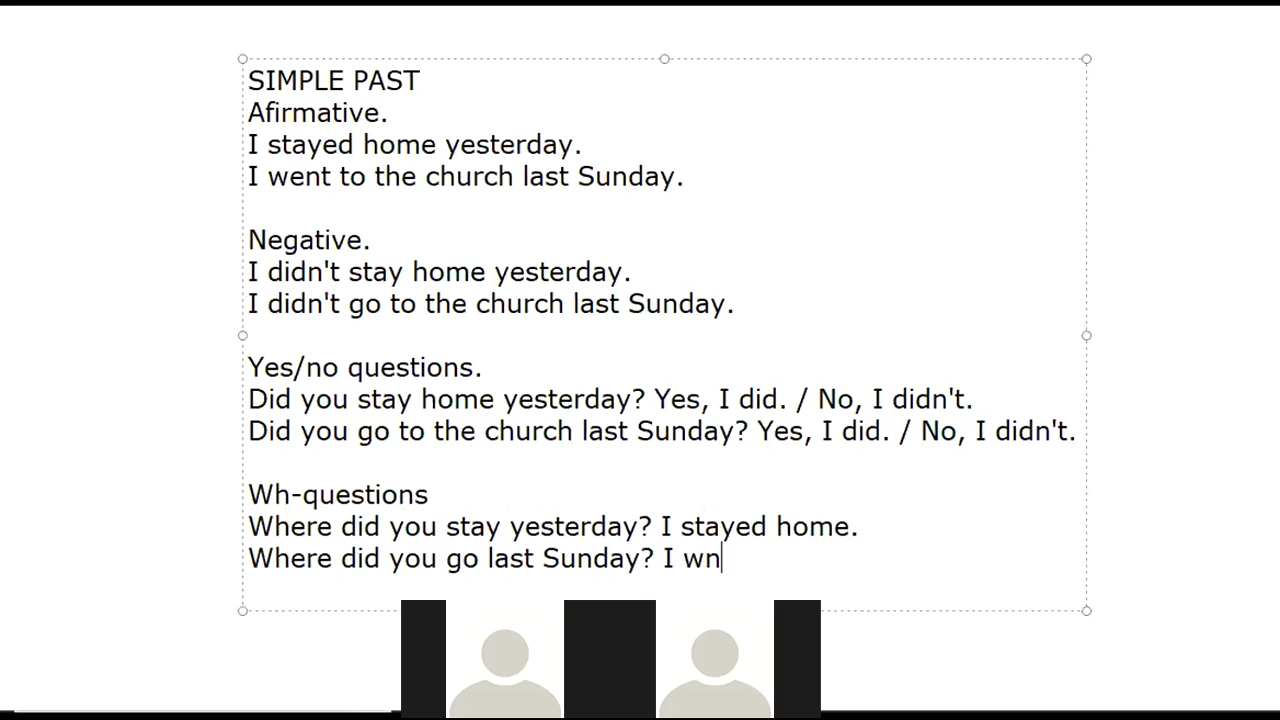 SIMPLE PAST
Afirmative.
I stayed home yesterday.
I went to the church last Sunday.
Negative.
I didn't stay home yesterday.
I didn't go to the church last Sunday.
Yes/no questions.
Did you stay home yesterday? Yes, I did. / No, I didn't.
Did you go to the church last Sunday? Yes, I did. / No, I didn't.
Wh-questions
Where did you stay yesterday? I stayed home.
Where did you go last Sunday? I wn